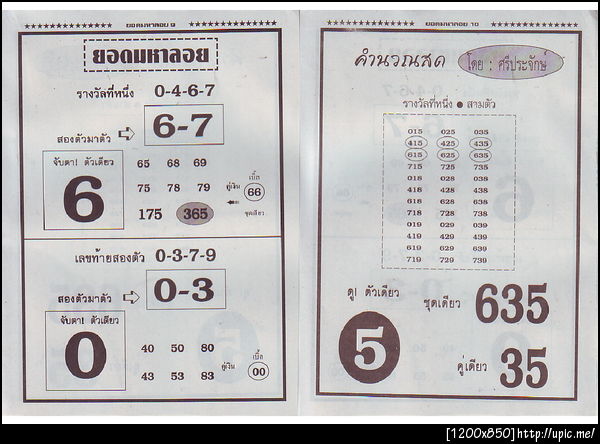 ยอดมหาลอย 9
ยอดมหาลอย
รางวัลที่หนึ่ง 0-4-6-7
สองตัวมาตัว 6-7
จับตา! ตัวเดียว
6
65 68 69
75 78 79
คู่เงิน
เบิ้ล
66
175 365
ชุดเดียว
เลขท้ายสองตัว 0-3-7-9
สองตัวมาตัว 0-3
จับตา! ตัวเดียว
0
40 50 80
43 53 83
คู่เงิน
เบิ้ล
00
ยอดมหาลอย 10
คำนวณสด โดย : ศรีประจักษ์
รางวัลที่หนึ่ง ● สามตัว
015 025 035
415 425 435
615 625 635
715 725 735
018 028 038
418 428 438
618 628 638
718 728 738
019 029 039
419 429 439
619 629 639
719 729 739
ดู! ตัวเดียว
5
ชุดเดียว 635
คู่เดียว 35
[1200x850]http://upic.me/